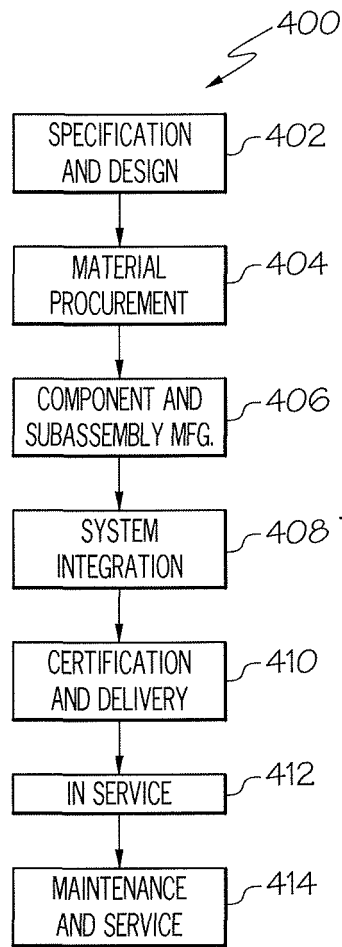 400
SPECIFICATION
AND DESIGN
402
MATERIAL
PROCUREMENT
404
COMPONENT AND
SUBASSEMBLY MFG.
406
SYSTEM
INTEGRATION
408
CERTIFICATION
AND DELIVERY
410
IN SERVICE
412
MAINTENANCE
AND SERVICE
414